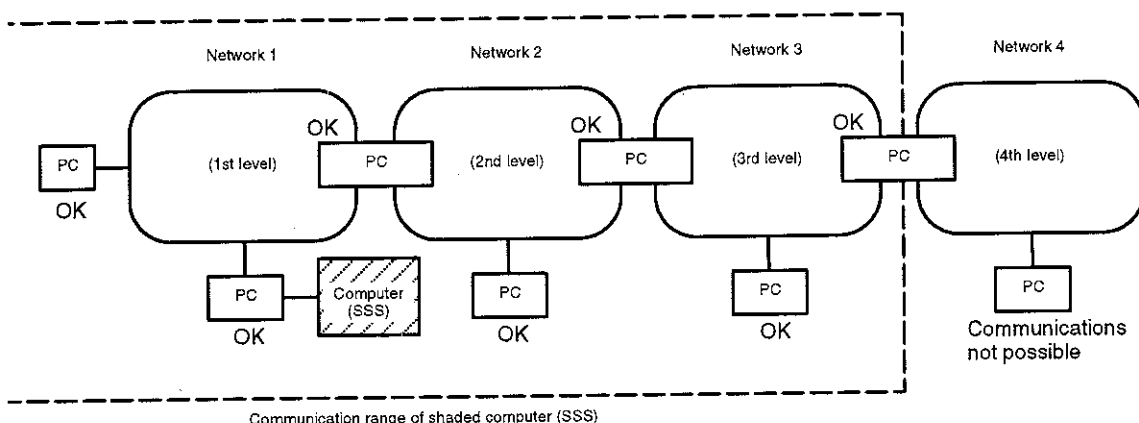 Network 1
Network 2
Network 3
Network 4
OK
OK
OK
PC
(1st level)
PC
(2nd level)
PC
(3rd level)
PC
(4th level)
OK
PC
Computer
(SSS)
PC
PC
PC
OK
OK
OK
Communications
not possible
Communication range of shaded computer (SSS)